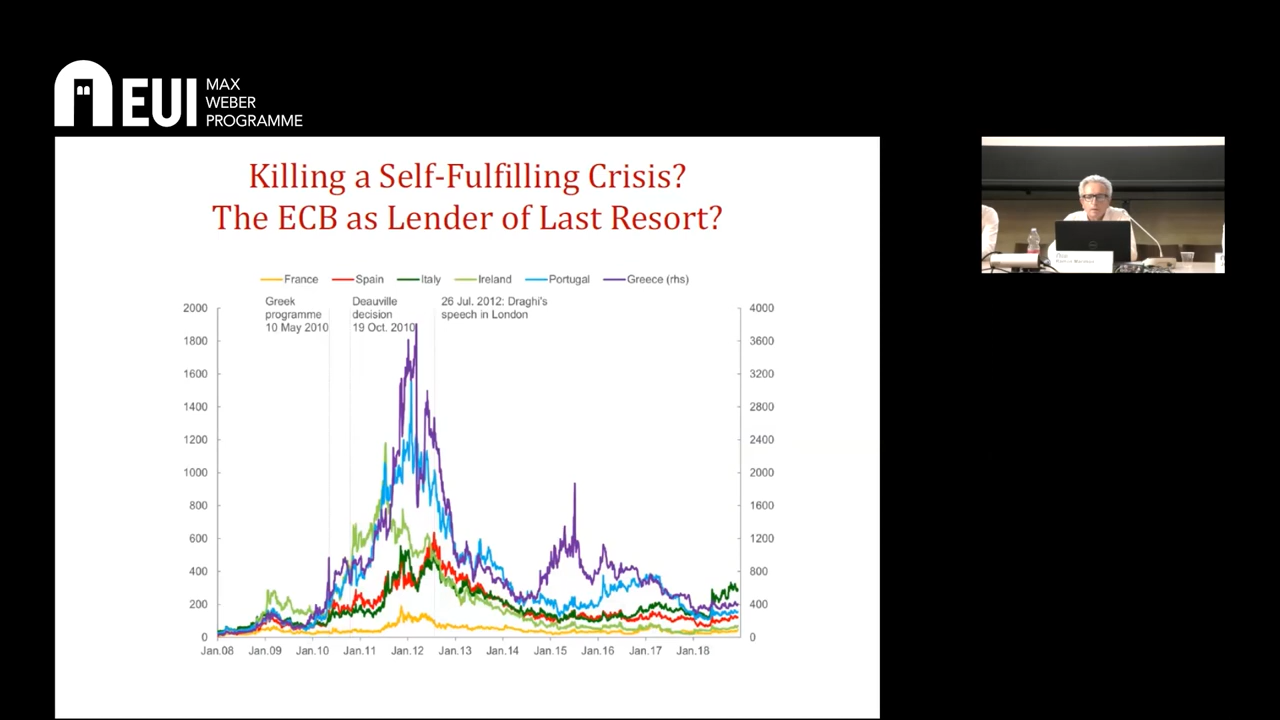 EUI
MAX
WEBER
PROGRAMME
Killing a Self-Fulfilling Crisis?
The ECB as Lender of Last Resort?
France Spain Italy Ireland Portugal Greece (rhs)
Greek
programme
10 May 2010
Deauville
decision
19 Oct. 2010
26 Jul. 2012: Draghi's
speech in London
2000 4000
1800 3600
1600 3200
1400 2800
1200 2400
1000 2000
800 1600
600 1200
400 800
200 400
0 0
Jan.08 Jan.09 Jan.10 Jan.11 Jan.12 Jan.13 Jan.14 Jan.15 Jan.16 Jan.17 Jan.18